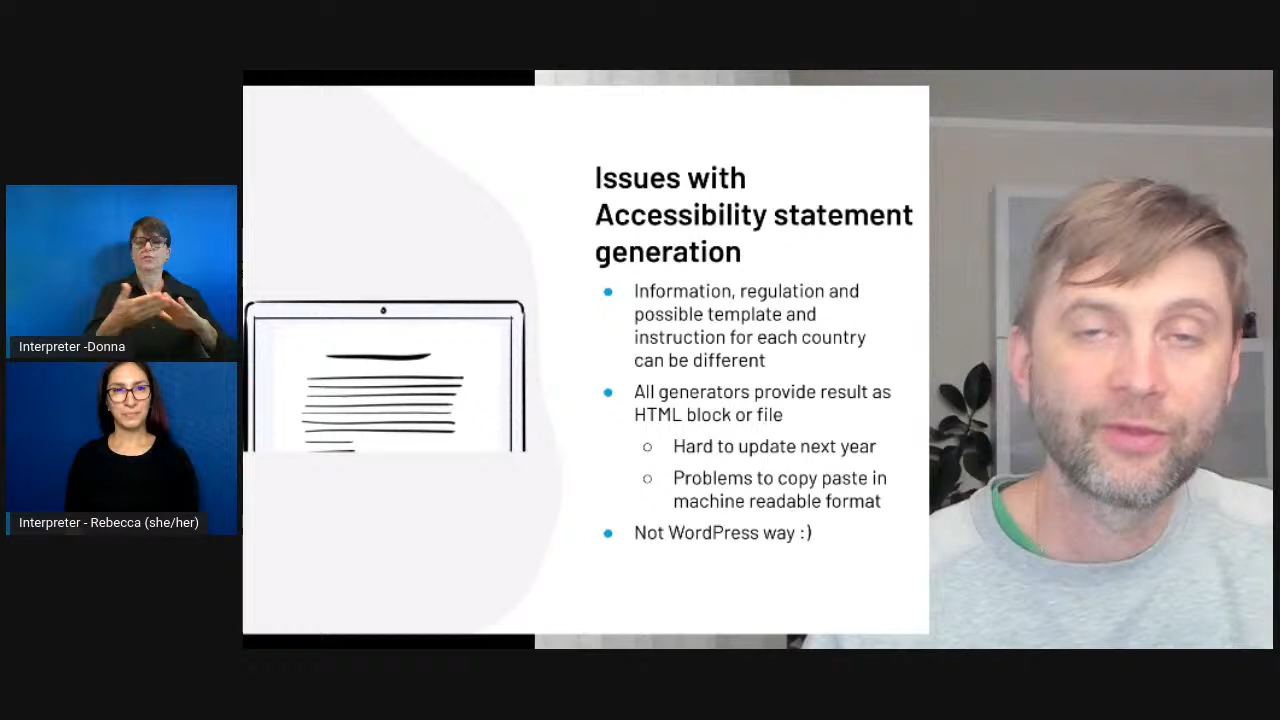 Interpreter -Donna
Interpreter - Rebecca (she/her)
Issues with
Accessibility statement
generation
Information, regulation and
possible template and
instruction for each country
can be different
All generators provide result as
HTML block or file
Hard to update next year
Problems to copy paste in
machine readable format
Not WordPress way :)